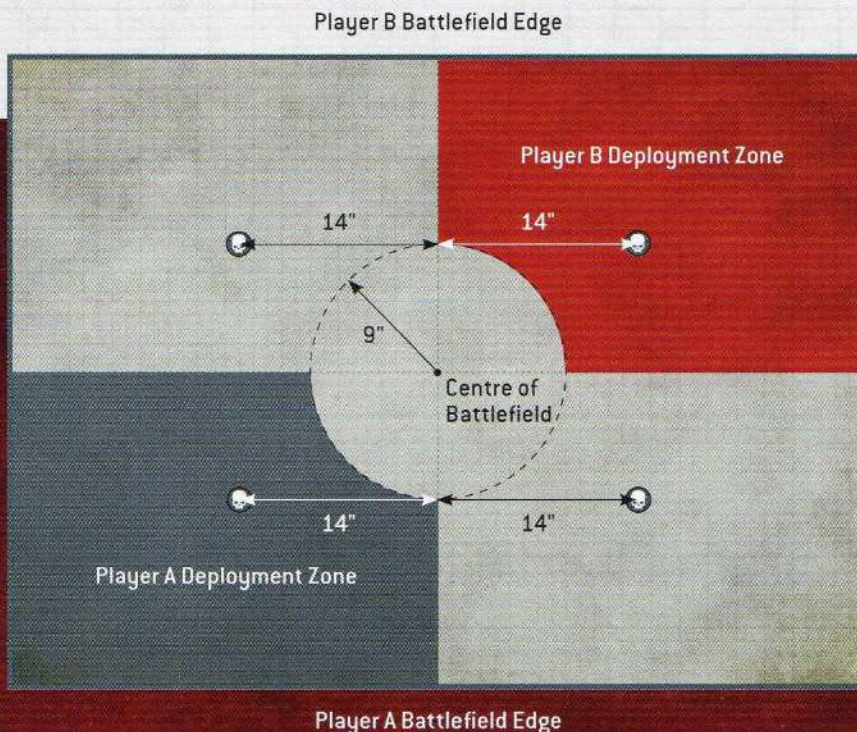 Player B Battlefield Edge
Player B Deployment Zone
14"
14"
9"
Centre of
Battlefield
14"
14"
Player A Deployment Zone
Player A Battlefield Edge